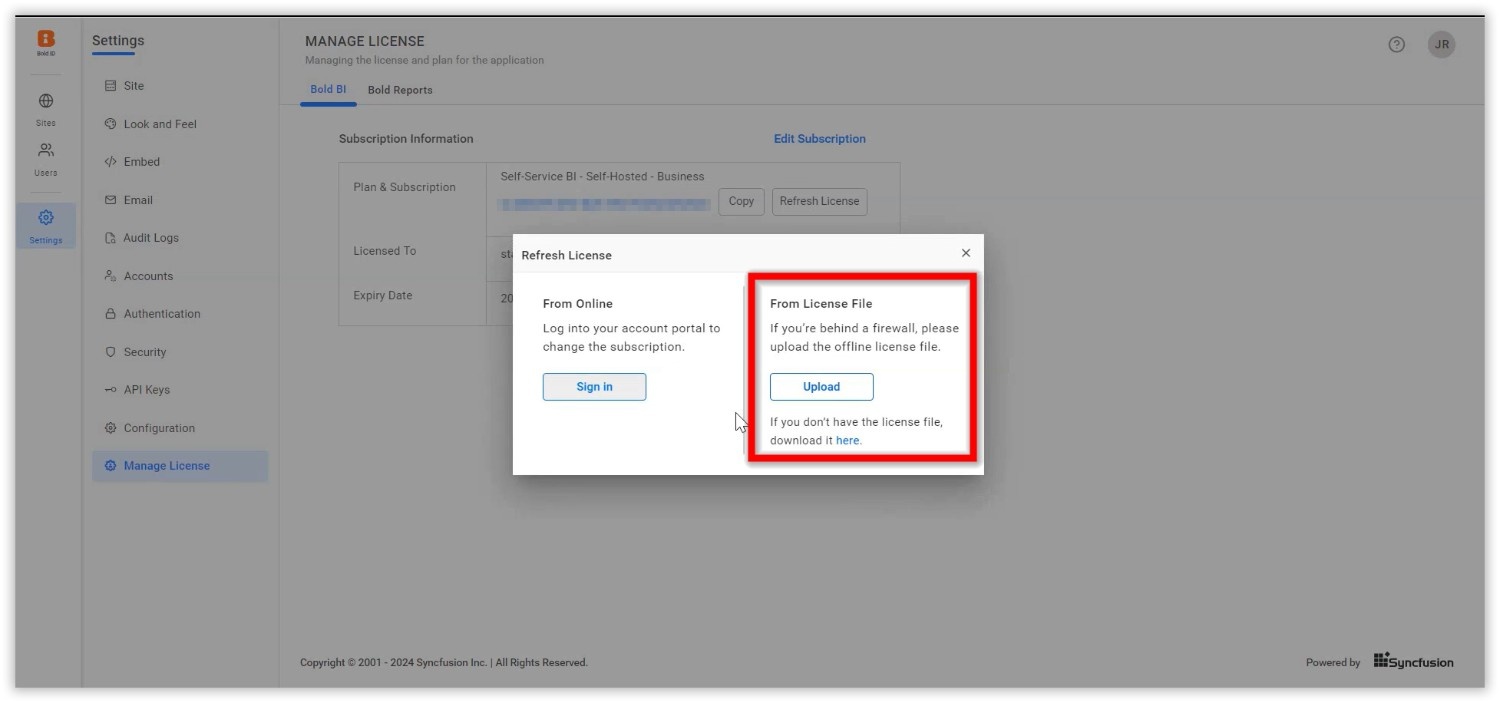 Bold BI
Sites
Users
Settings
Settings
Site
Look and Feel
Embed
Email
Audit Logs
Accounts
Authentication
Security
API Keys
Configuration
Manage License
MANAGE LICENSE
Managing the license and plan for the application
JR
Bold BI
Bold Reports
Subscription Information
Edit Subscription
Plan & Subscription
Self-Service BI - Self-Hosted - Business
Copy
Refresh License
Licensed To
Expiry Date
20
Refresh License
From Online
Log into your account portal to
change the subscription.
Sign in
From License File
If you're behind a firewall, please
upload the offline license file.
Upload
If you don't have the license file,
download it here.
Copyright © 2001 - 2024 Syncfusion Inc. | All Rights Reserved.
Powered by
Syncfusion